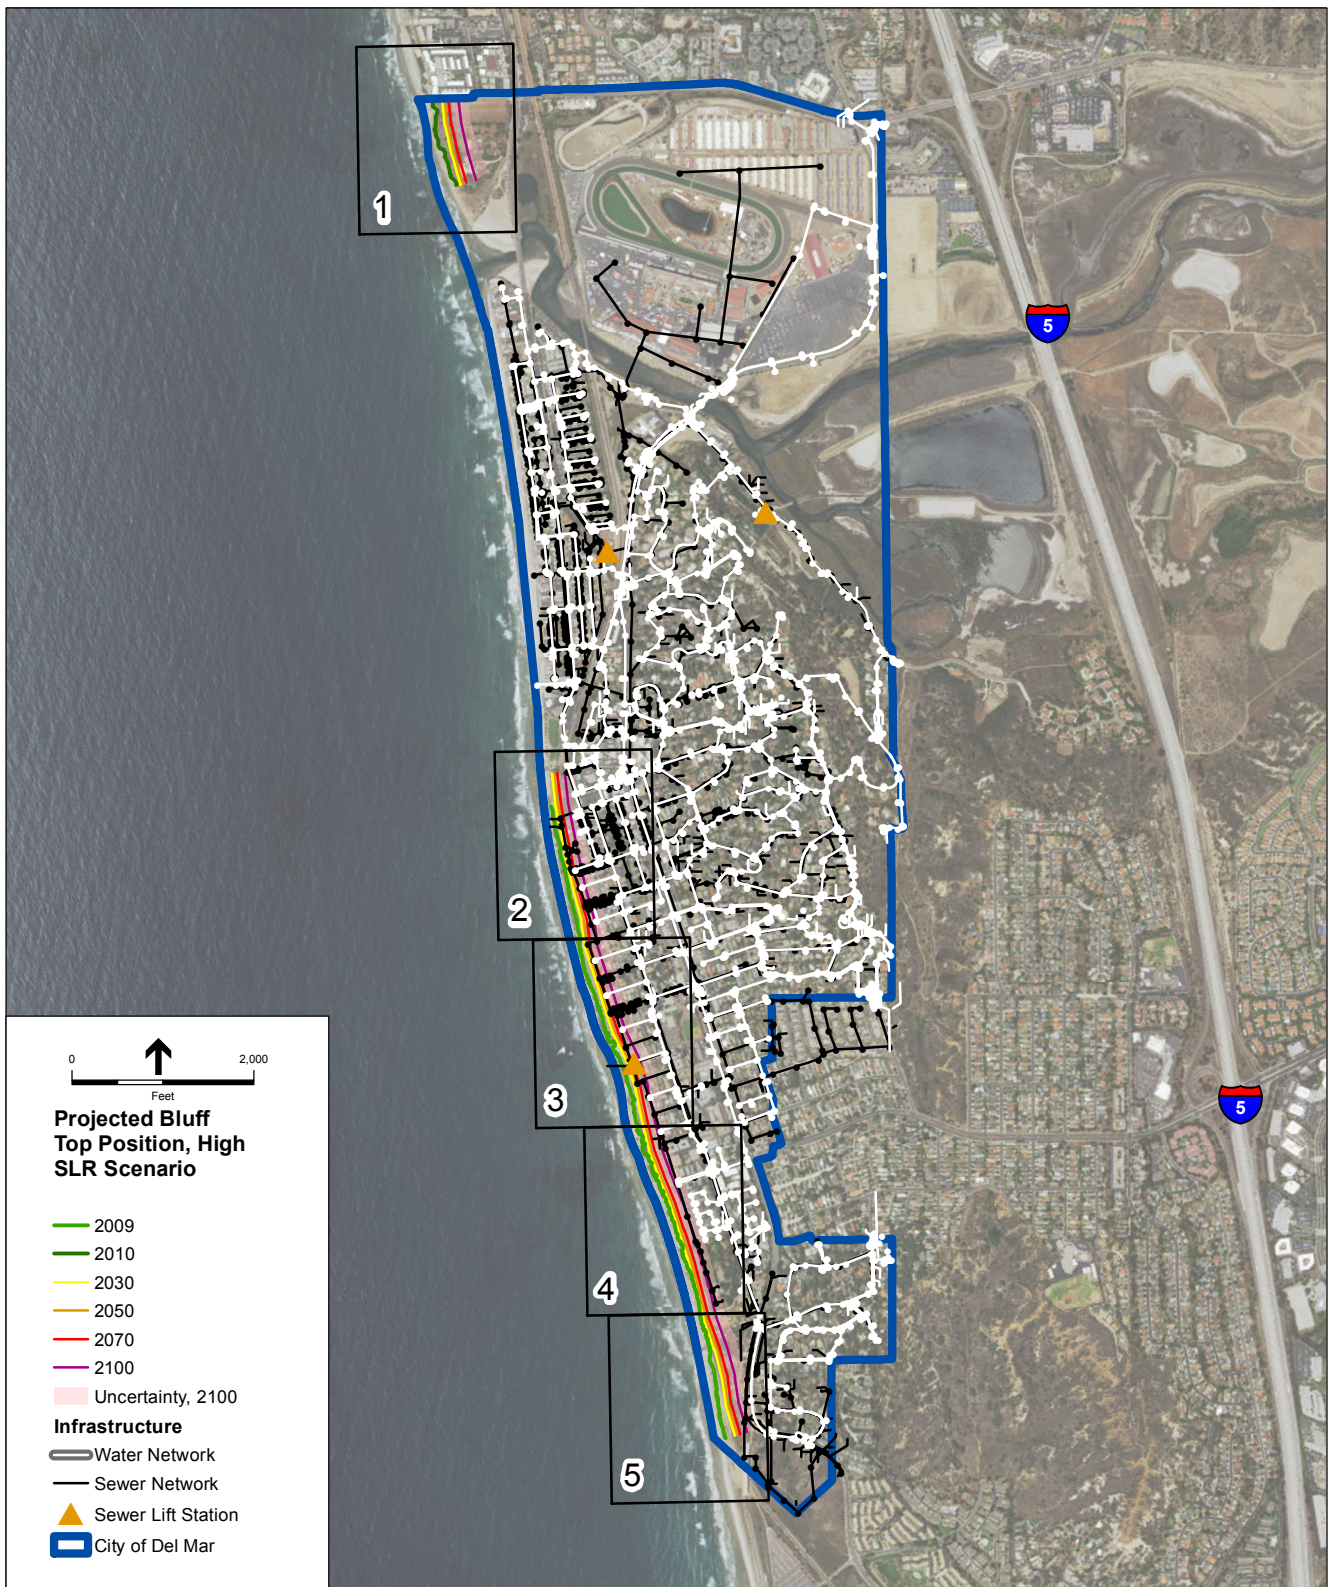 1
5
2
3
5
4
5
0 2,000
Feet
Projected Bluff
Top Position, High
SLR Scenario
2009
2010
2030
2050
2070
2100
Uncertainty, 2100
Infrastructure
Water Network
Sewer Network
Sewer Lift Station
City of Del Mar